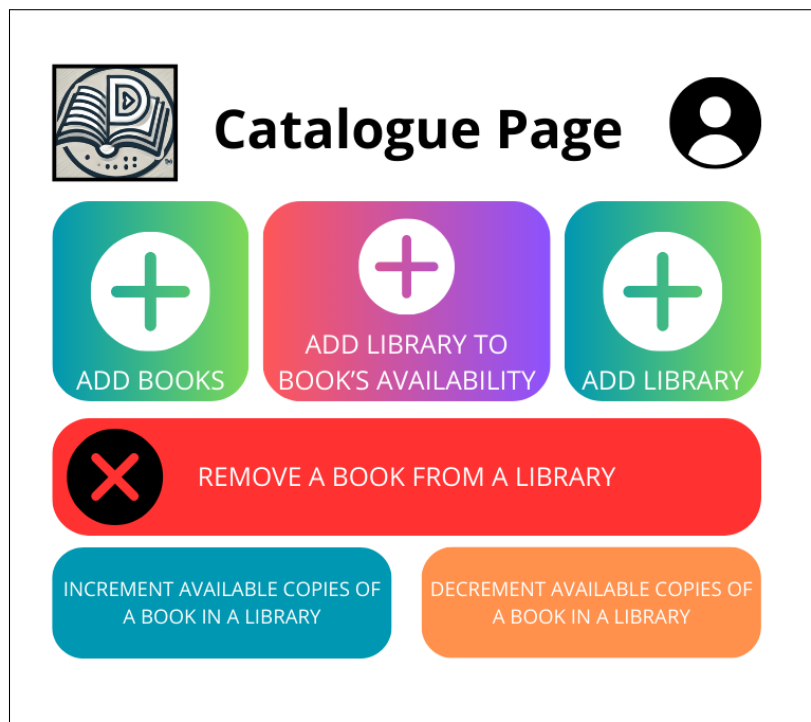 D
Catalogue Page
ADD BOOKS
ADD LIBRARY TO
BOOK’S AVAILABILITY
ADD LIBRARY
REMOVE A BOOK FROM A LIBRARY
INCREMENT AVAILABLE COPIES OF
A BOOK IN A LIBRARY
DECREMENT AVAILABLE COPIES OF
A BOOK IN A LIBRARY